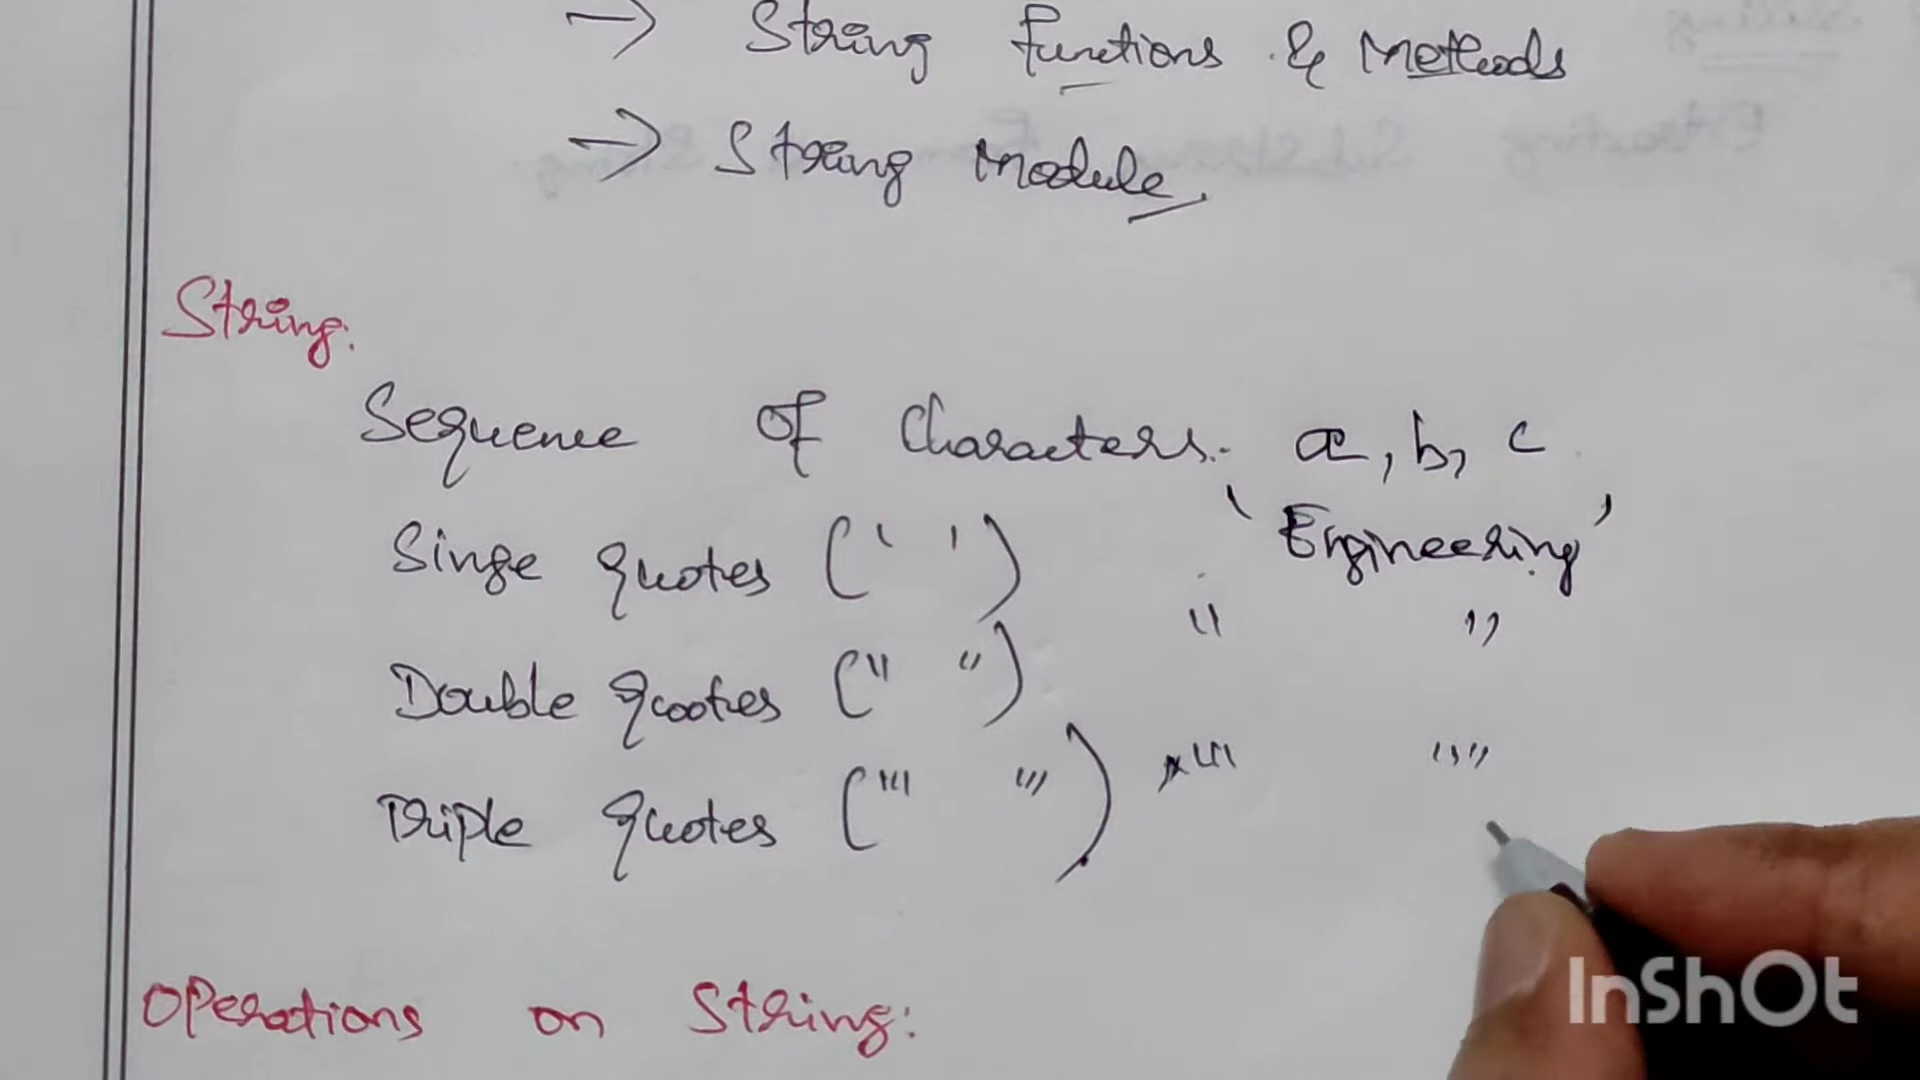 → String functions & Methods
→ String Module.
String:
Sequence of characters. a, b, c
Singe quotes (' ') 'Engineering'
Double qootes (" ") " "
Triple quotes (''' ''') ''' '''
Operations on String:
InShOt